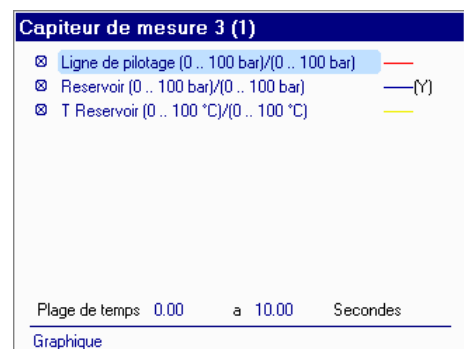 Capiteur de mesure 3 (1)
Ligne de pilotage (0 .. 100 bar)/(0 .. 100 bar)
Reservoir (0 .. 100 bar)/(0 .. 100 bar) (Y)
T Reservoir (0 .. 100 °C)/(0 .. 100 °C)
Plage de temps 0.00 a 10.00 Secondes
Graphique